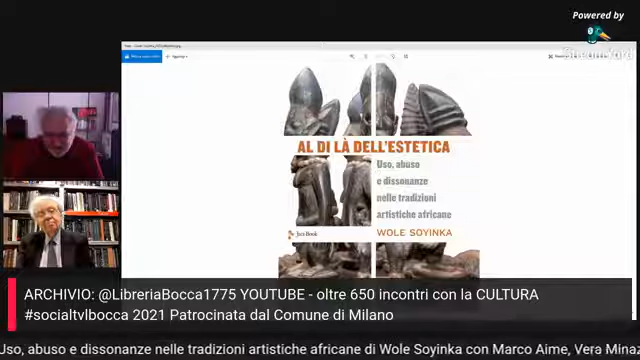 Powered by
StreamYard
AL DI LÀ DELL'ESTETICA
Uso, abuso
e dissonanze
nelle tradizioni
artistiche africane
Jaca Book
WOLE SOYINKA
ARCHIVIO: @LibreriaBocca1775 YOUTUBE - oltre 650 incontri con la CULTURA
#socialtvlbocca 2021 Patrocinata dal Comune di Milano
Uso, abuso e dissonanze nelle tradizioni artistiche africane di Wole Soyinka con Marco Aime, Vera Minaz